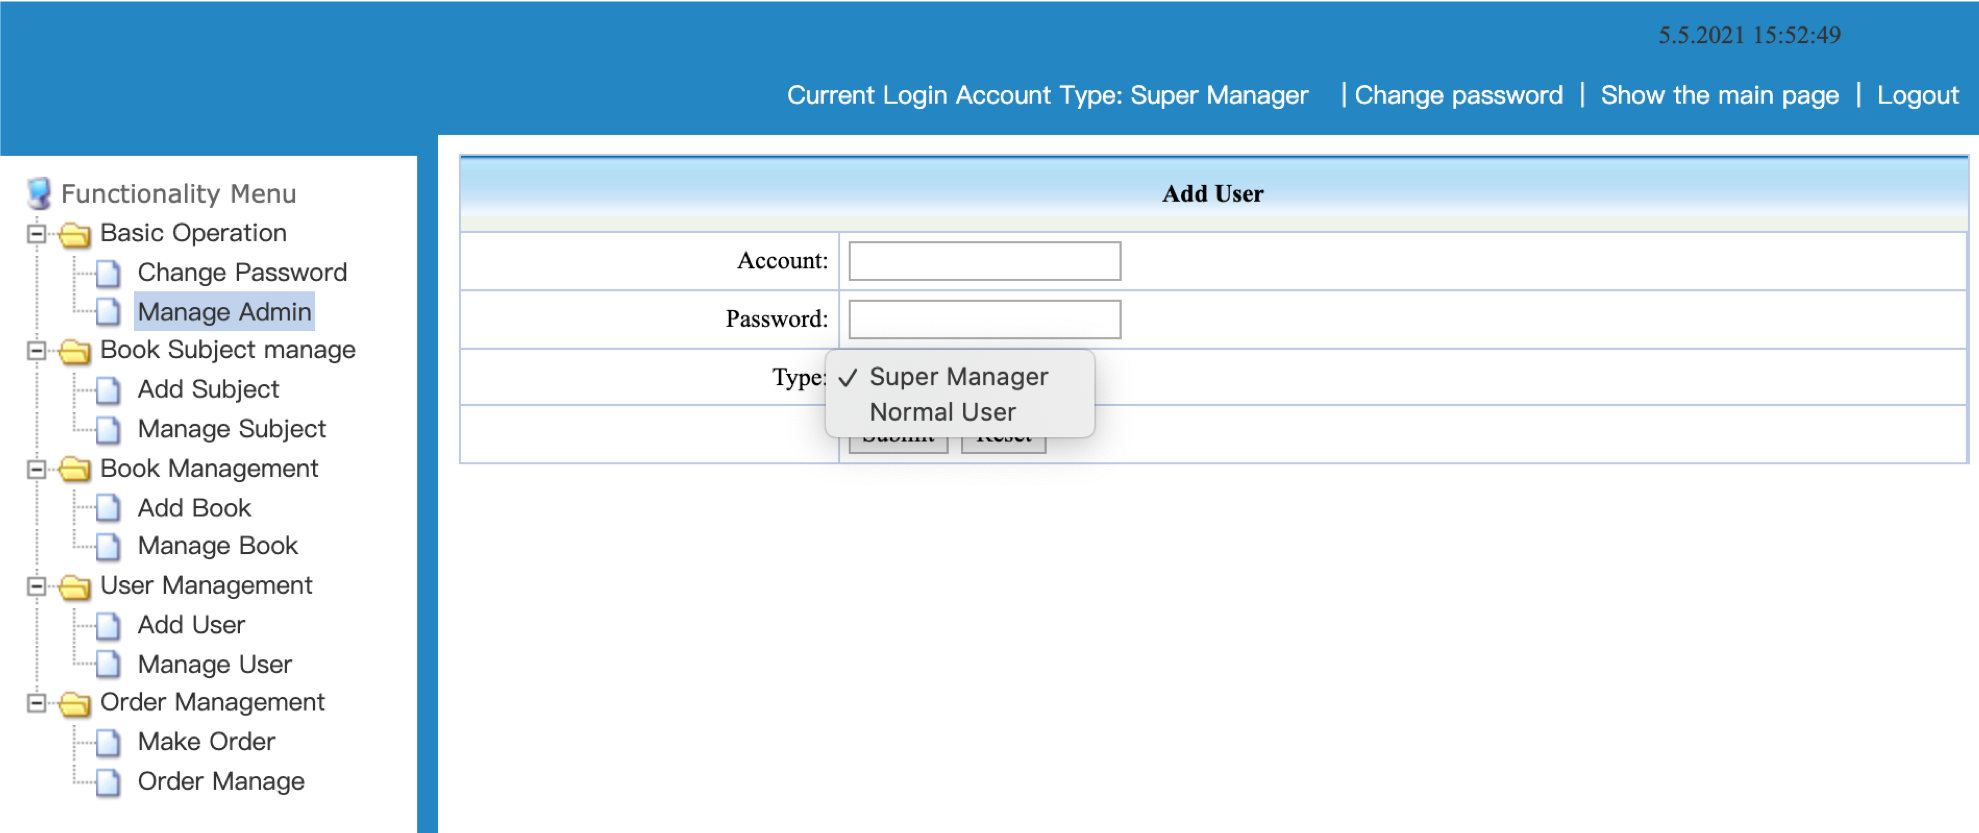 5.5.2021 15:52:49
Current Login Account Type: Super Manager | Change password | Show the main page | Logout
Functionality Menu
Basic Operation
Change Password
Manage Admin
Book Subject manage
Add Subject
Manage Subject
Book Management
Add Book
Manage Book
User Management
Add User
Manage User
Order Management
Make Order
Order Manage
Add User
Account:
Password:
Type: ✓ Super Manager
Normal User
Submit Reset